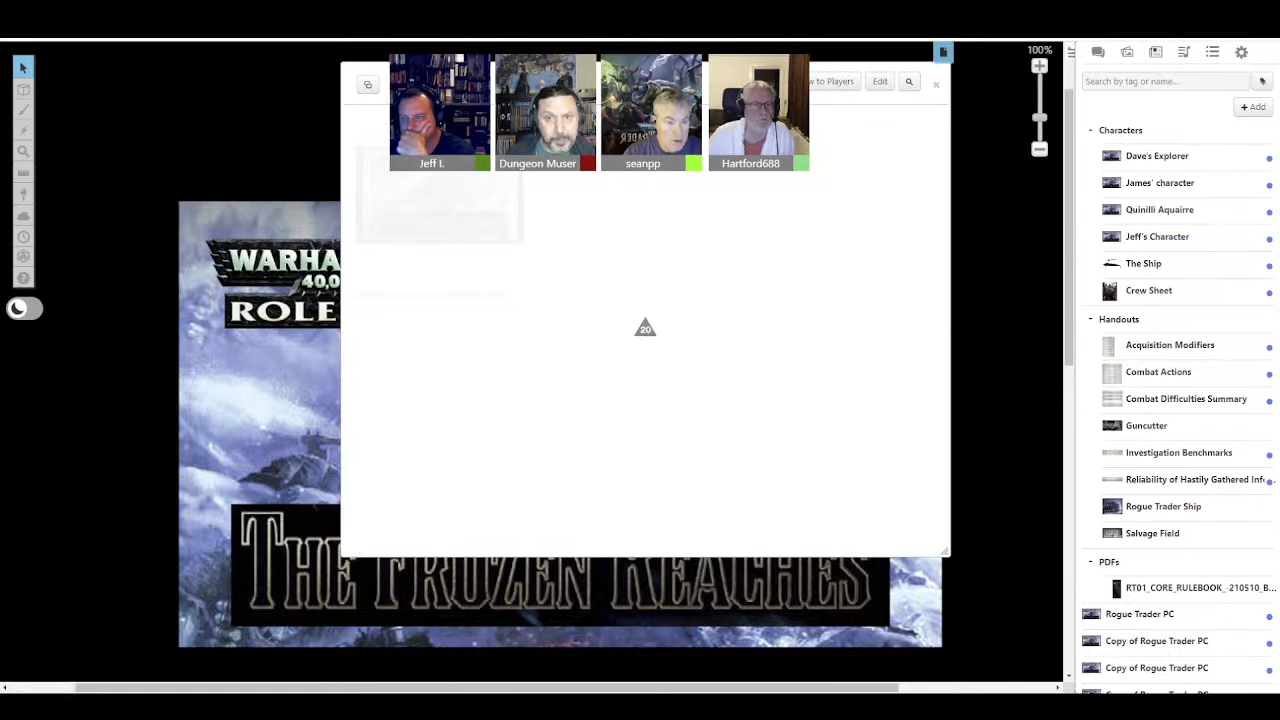 100%
w to Players
Edit
Jeff I.
Dungeon Muser
seanpp
Hartford688
20
WARHA
40,0
ROLE
THE FROZEN REACHES
Search by tag or name...
+ Add
Characters
Dave's Explorer
James' character
Quinilli Aquairre
Jeff's Character
The Ship
Crew Sheet
Handouts
Acquisition Modifiers
Combat Actions
Combat Difficulties Summary
Guncutter
Investigation Benchmarks
Reliability of Hastily Gathered Info...
Rogue Trader Ship
Salvage Field
PDFs
RT01_CORE_RULEBOOK_-210510_B...
Rogue Trader PC
Copy of Rogue Trader PC
Copy of Rogue Trader PC